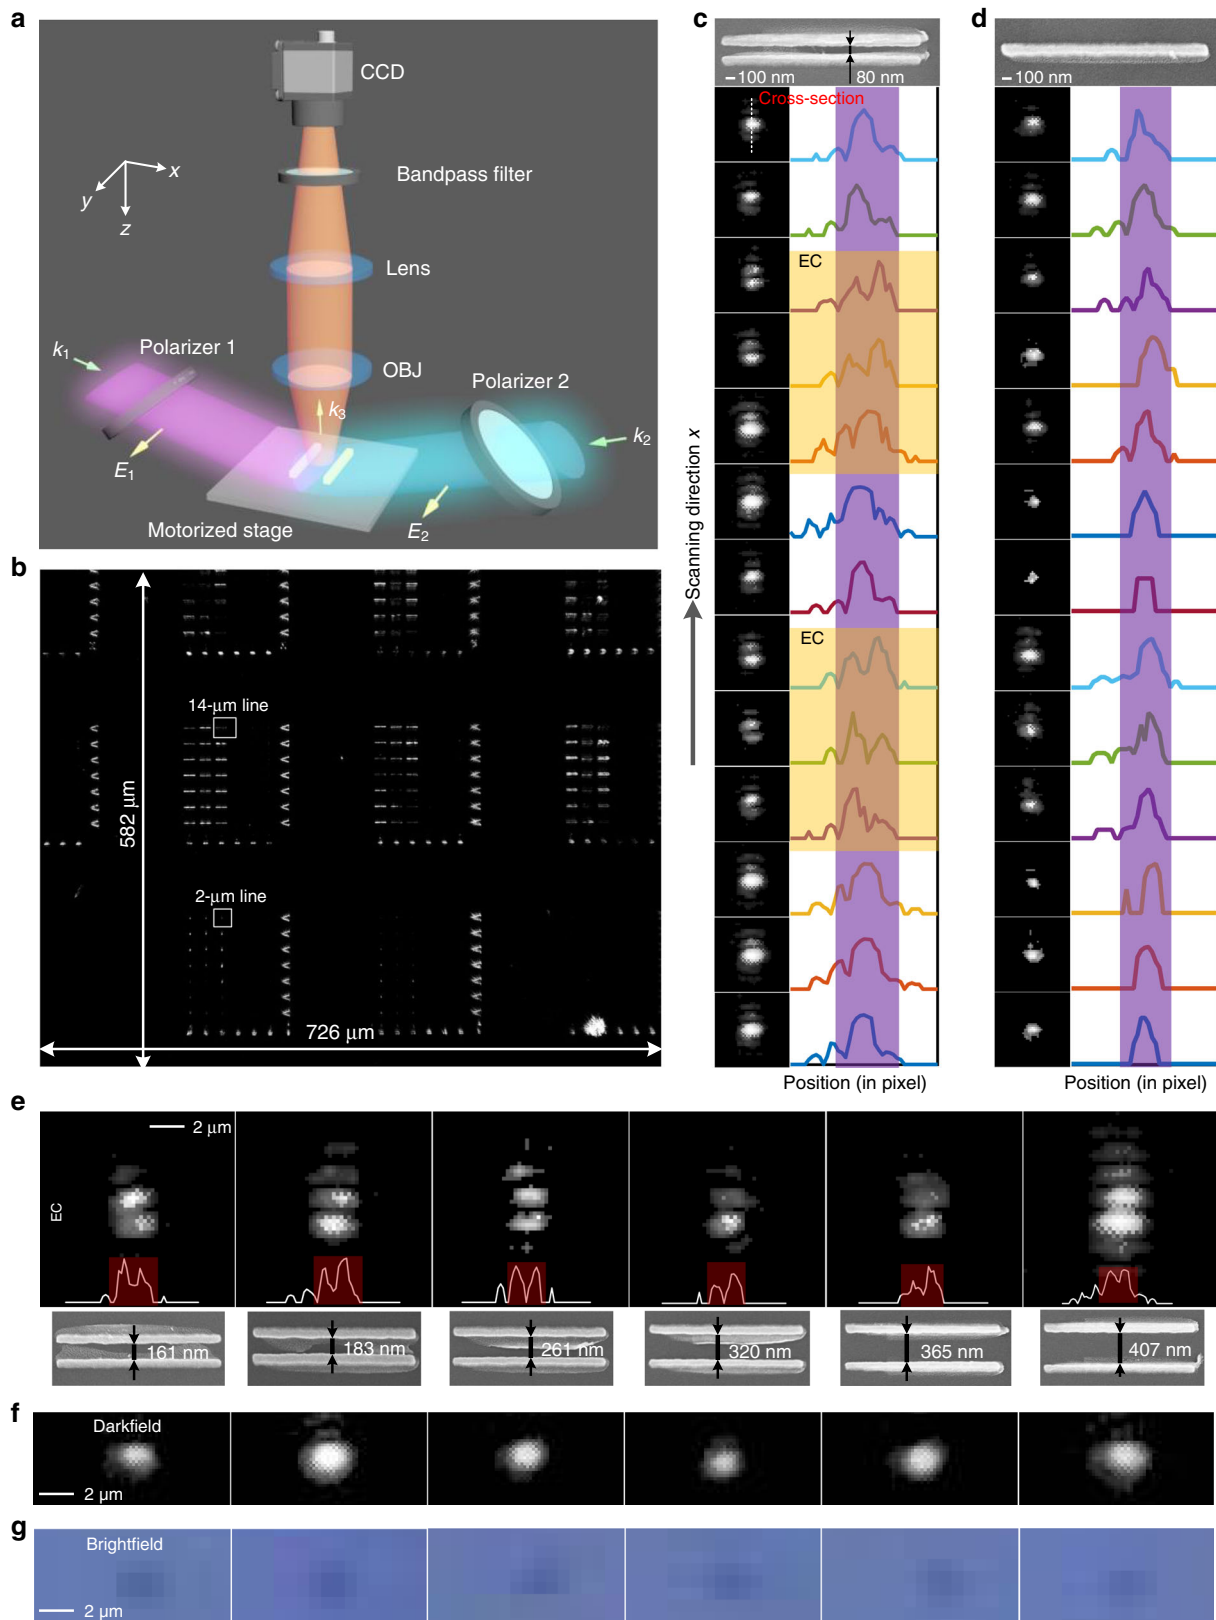 a
CCD
x
y
z
Bandpass filter
Lens
Polarizer 1
k1
OBJ
Polarizer 2
k3
k2
E1
Motorized stage
E2
b
14-μm line
582 μm
2-μm line
726 μm
c
100 nm
80 nm
Cross-section
EC
Scanning direction x
EC
Position (in pixel)
d
100 nm
Position (in pixel)
e
2 μm
EC
161 nm
183 nm
261 nm
320 nm
365 nm
407 nm
f
Darkfield
2 μm
g
Brightfield
2 μm